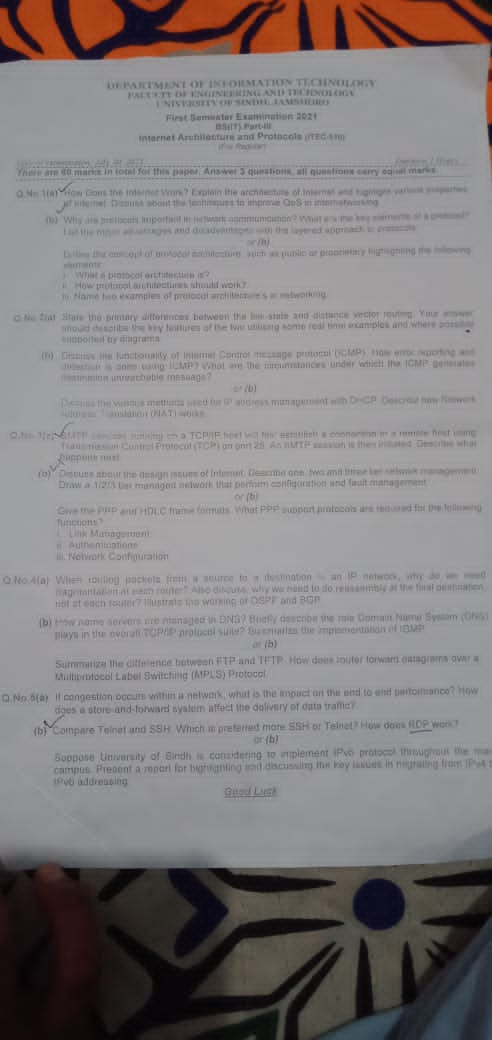 DEPARTMENT OF INFORMATION TECHNOLOGY
FACULTY OF ENGINEERING AND TECHNOLOGY
UNIVERSITY OF SINDH, JAMSHORO
First Semester Examination 2021
BS(IT) Part-III
Internet Architecture and Protocols (ITEC-510)
(For Regular)
There are 60 marks in total for this paper. Answer 3 questions, all questions carry equal marks.
Q.No.1(a) How Does the Internet Work? Explain the architecture of Internet and highlight various properties
of Internet. Discuss about the techniques to improve QoS in internetworking.
(b) Why are protocols important in network communication? What are the key elements of a protocol?
List the major advantages and disadvantages with the layered approach to protocols.
or (b)
Define the concept of protocol architecture, such as public or proprietary highlighting the following
elements:
i. What a protocol architecture is?
ii. How protocol architectures should work?
iii. Name two examples of protocol architecture's in networking.
Q.No.2(a) State the primary differences between the link-state and distance vector routing. Your answer
should describe the key features of the two utilising some real time examples and where possible
supported by diagrams.
(b) Discuss the functionality of Internet Control message protocol (ICMP). How error reporting and
detection is done using ICMP? What are the circumstances under which the ICMP generates
destination unreachable message?
or (b)
Discuss the various methods used for IP address management with DHCP. Describe how Network
Address Translation (NAT) works.
Q.No.3(a) SMTP services running on a TCP/IP host will first establish a connection to a remote host using
Transmission Control Protocol (TCP) on port 25. An SMTP session is then initiated. Describe what
happens next.
(b) Discuss about the design issues of Internet. Describe one, two and three tier network management.
Draw a 1/2/3 tier managed network that perform configuration and fault management.
or (b)
Give the PPP and HDLC frame formats. What PPP support protocols are required for the following
functions?
i. Link Management
ii. Authentications
iii. Network Configuration
Q.No.4(a) When routing packets from a source to a destination in an IP network, why do we need
fragmentation at each router? Also discuss, why we need to do reassembly at the final destination,
not at each router? Illustrate the working of OSPF and BGP.
(b) How name servers are managed in DNS? Briefly describe the role Domain Name System (DNS)
plays in the overall TCP/IP protocol suite? Summarize the implementation of IGMP.
or (b)
Summarize the difference between FTP and TFTP. How does router forward datagrams over a
Multiprotocol Label Switching (MPLS) Protocol.
Q.No.5(a) If congestion occurs within a network, what is the impact on the end to end performance? How
does a store-and-forward system affect the delivery of data traffic?
(b) Compare Telnet and SSH. Which is preferred more SSH or Telnet? How does RDP work?
or (b)
Suppose University of Sindh is considering to implement IPv6 protocol throughout the
campus. Present a report for highlighting and discussing the key issues in migrating from IPv4
IPv6 addressing.
Good Luck